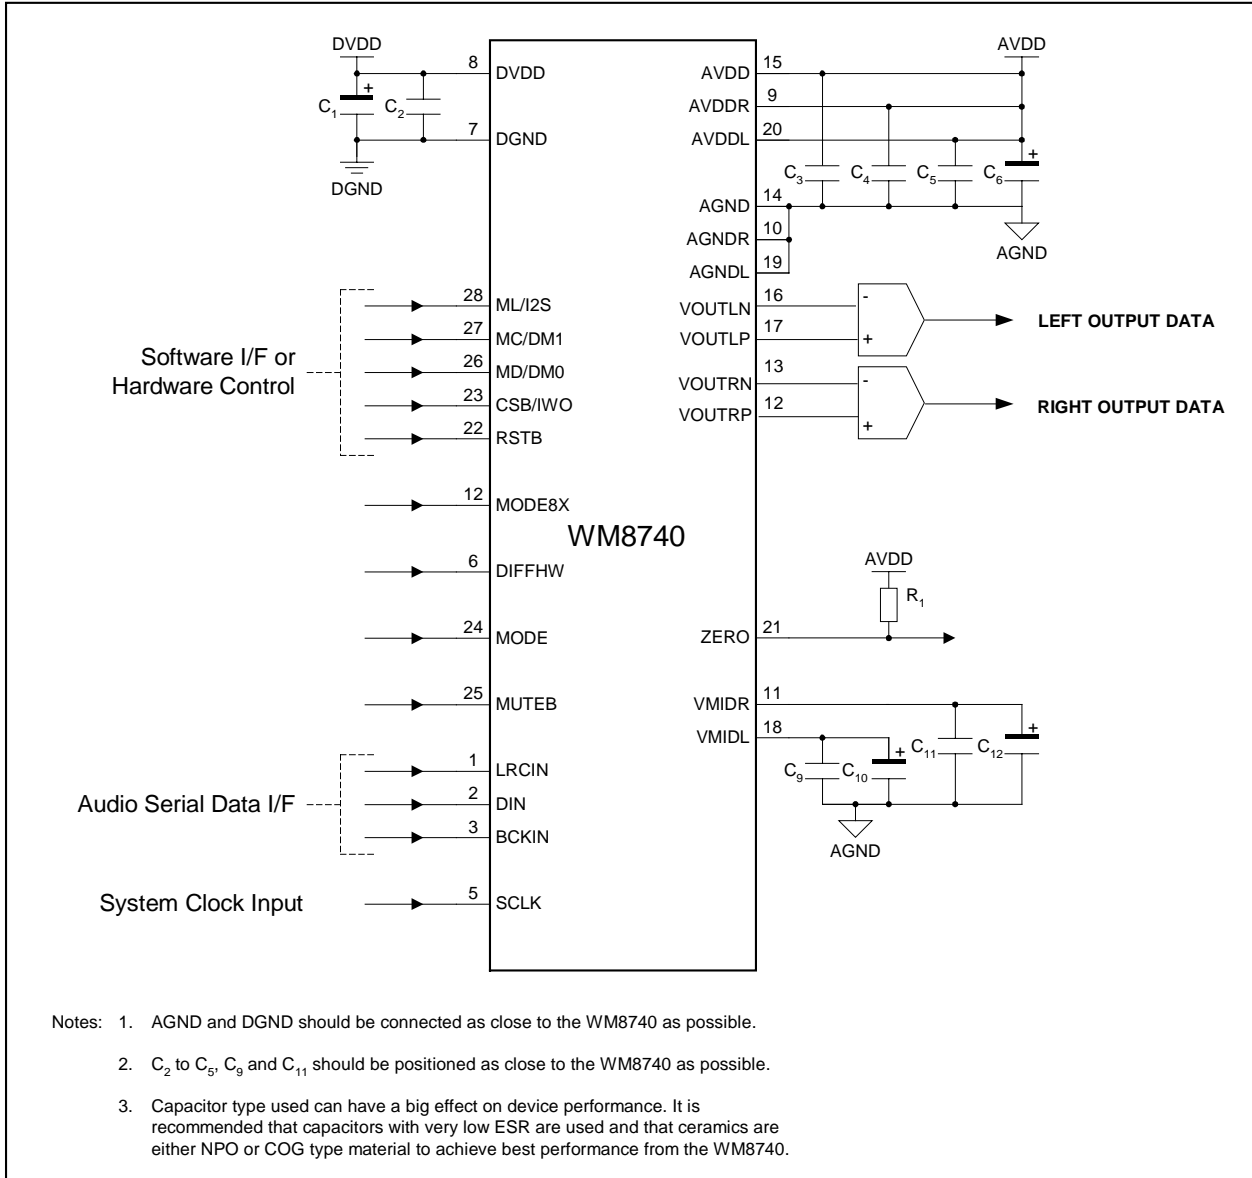 DVDD
8 DVDD
+
C1 C2
7 DGND
DGND
AVDD
AVDD 15
AVDDR 9
AVDDL 20
+
C3 C4 C5 C6
AGND 14
AGNDR 10
AGNDL 19
AGND
28 ML/I2S
27 MC/DM1
26 MD/DM0
23 CSB/IWO
22 RSTB
Software I/F or
Hardware Control
VOUTLN 16 -
VOUTLP 17 +
LEFT OUTPUT DATA
VOUTRN 13 -
VOUTRP 12 +
RIGHT OUTPUT DATA
12 MODE8X
WM8740
6 DIFFHW
24 MODE
25 MUTEB
AVDD
R1
ZERO 21
VMIDR 11
VMIDL 18
+ +
C9 C10 C11 C12
AGND
1 LRCIN
2 DIN
3 BCKIN
Audio Serial Data I/F
System Clock Input
5 SCLK
Notes: 1. AGND and DGND should be connected as close to the WM8740 as possible.
2. C2 to C5, C9 and C11 should be positioned as close to the WM8740 as possible.
3. Capacitor type used can have a big effect on device performance. It is
recommended that capacitors with very low ESR are used and that ceramics are
either NPO or COG type material to achieve best performance from the WM8740.